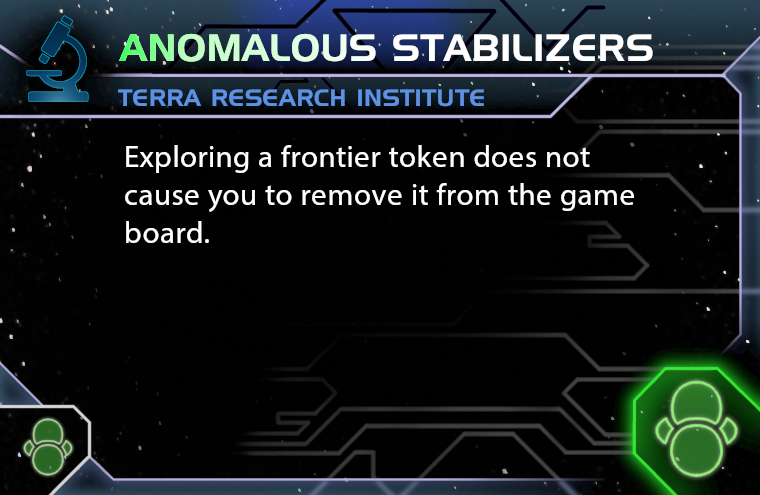 ANOMALOUS STABILIZERS
TERRA RESEARCH INSTITUTE
Exploring a frontier token does not
cause you to remove it from the game
board.